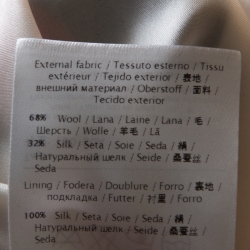 External fabric / Tessuto esterno / Tissu
extérieur / Tejido exterior / 表地 /
внешний материал / Oberstoff / 面料 /
Tecido exterior
68% Wool / Lana / Laine / Lana / 毛 /
Шерсть / Wolle / 羊毛 / Lã
32% Silk / Seta / Soie / Seda / 絹 /
Натуральный шелк / Seide / 桑蚕丝 /
Seda
Lining / Fodera / Doublure / Forro / 裏地 /
подкладка / Futter / 衬里 / Forro
100% Silk / Seta / Soie / Seda / 絹 /
Натуральный шелк / Seide / 桑蚕丝 /
Seda